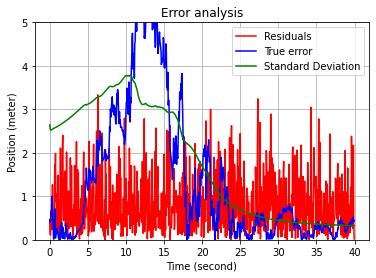 Error analysis
Residuals
True error
Standard Deviation
Position (meter)
5
4
3
2
1
0
0 5 10 15 20 25 30 35 40
Time (second)